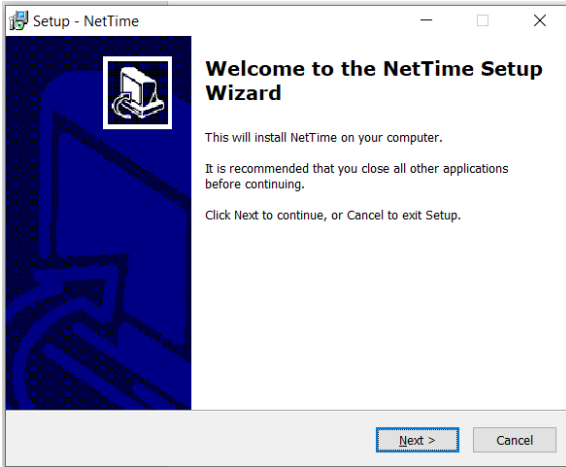 Setup - NetTime
Welcome to the NetTime Setup
Wizard
This will install NetTime on your computer.
It is recommended that you close all other applications
before continuing.
Click Next to continue, or Cancel to exit Setup.
Next >
Cancel